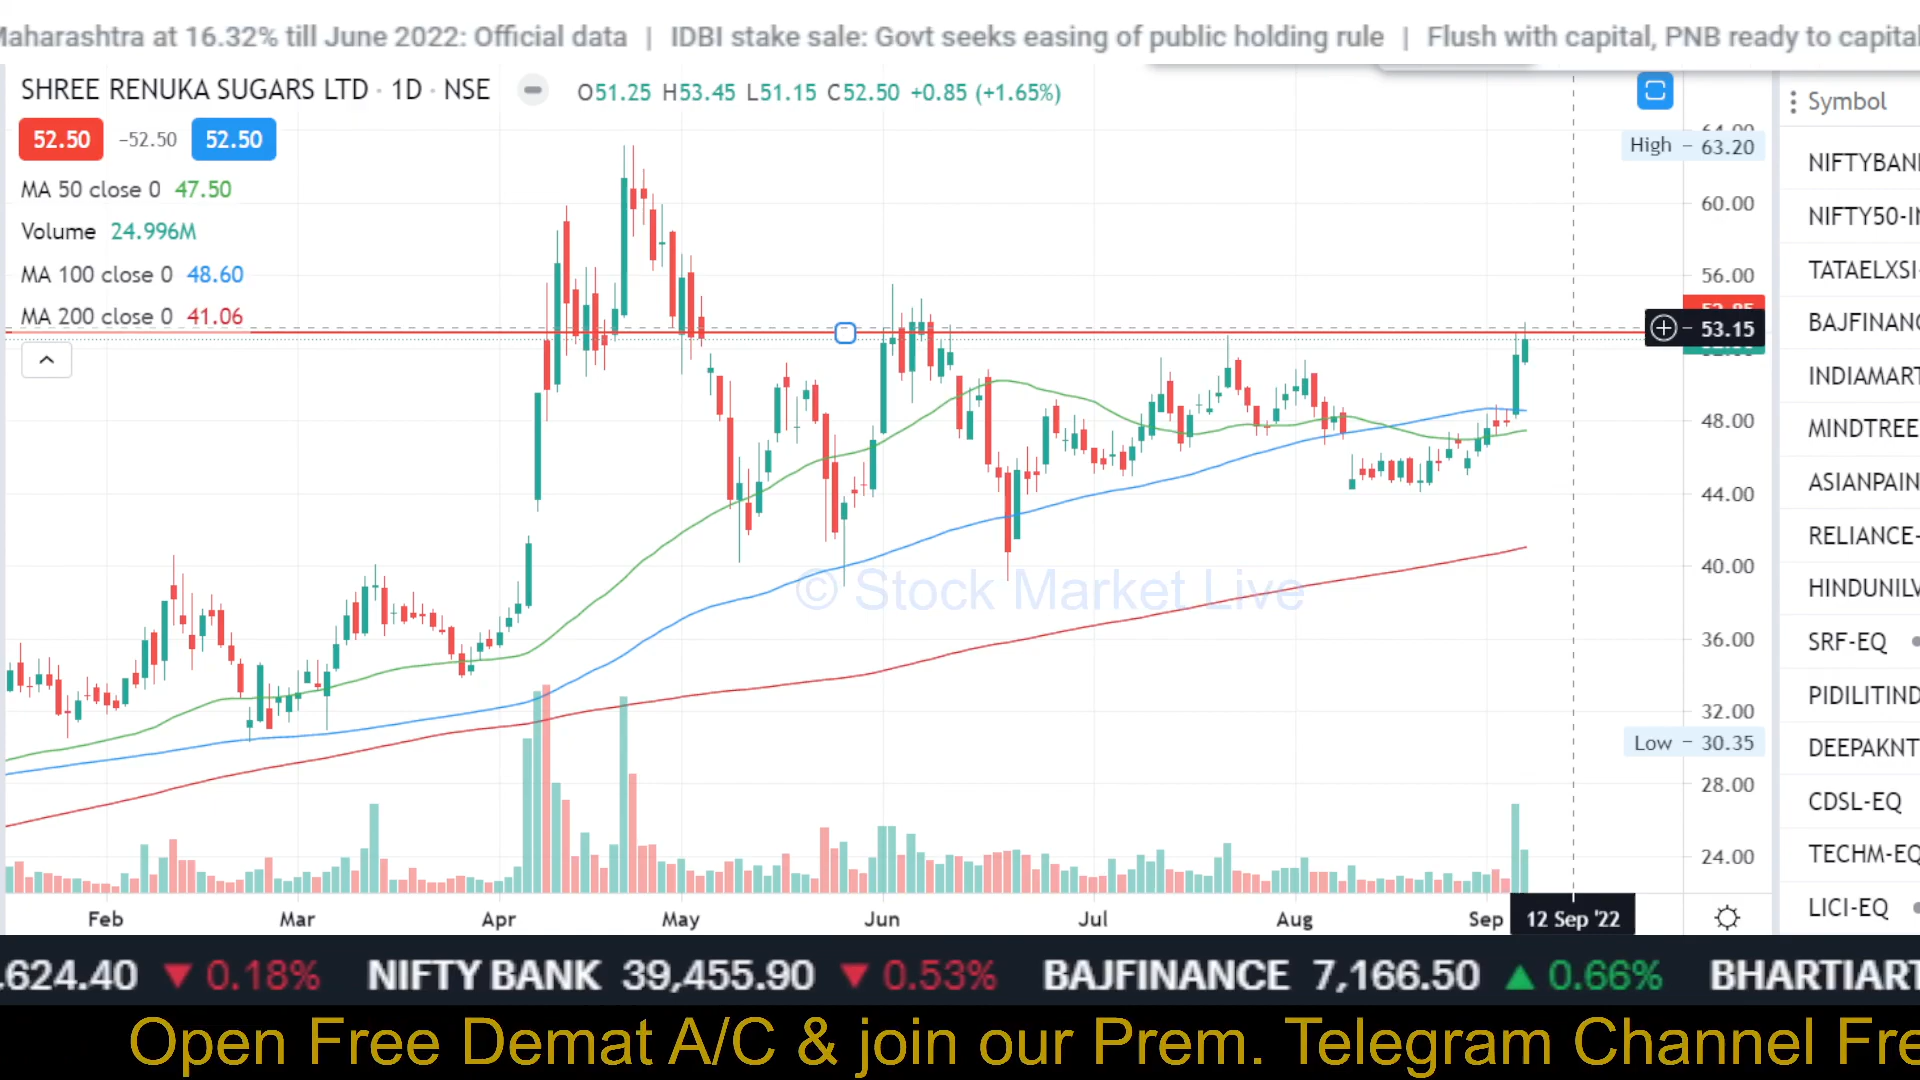 Maharashtra at 16.32% till June 2022: Official data | IDBI stake sale: Govt seeks easing of public holding rule | Flush with capital, PNB ready to capital
SHREE RENUKA SUGARS LTD · 1D · NSE O51.25 H53.45 L51.15 C52.50 +0.85 (+1.65%)
52.50 −52.50 52.50
MA 50 close 0 47.50
Volume 24.996M
MA 100 close 0 48.60
MA 200 close 0 41.06
64.00
High 63.20
60.00
56.00
53.15
48.00
44.00
40.00
36.00
32.00
Low 30.35
28.00
24.00
© Stock Market Live
Feb Mar Apr May Jun Jul Aug Sep 12 Sep '22
Symbol
NIFTYBAN
NIFTY50-I
TATAELXSI
BAJFINAN
INDIAMART
MINDTREE
ASIANPAIN
RELIANCE-
HINDUNILV
SRF-EQ
PIDILITIND
DEEPAKNT
CDSL-EQ
TECHM-EQ
LICI-EQ
.624.40 ▼ 0.18% NIFTY BANK 39,455.90 ▼ 0.53% BAJFINANCE 7,166.50 ▲ 0.66% BHARTIART
Open Free Demat A/C & join our Prem. Telegram Channel Fre